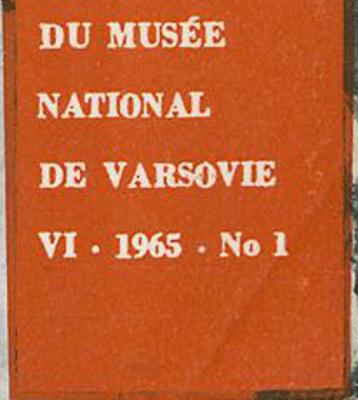 DU MUSÉE
NATIONAL
DE VARSOVIE
VI · 1965 · No 1